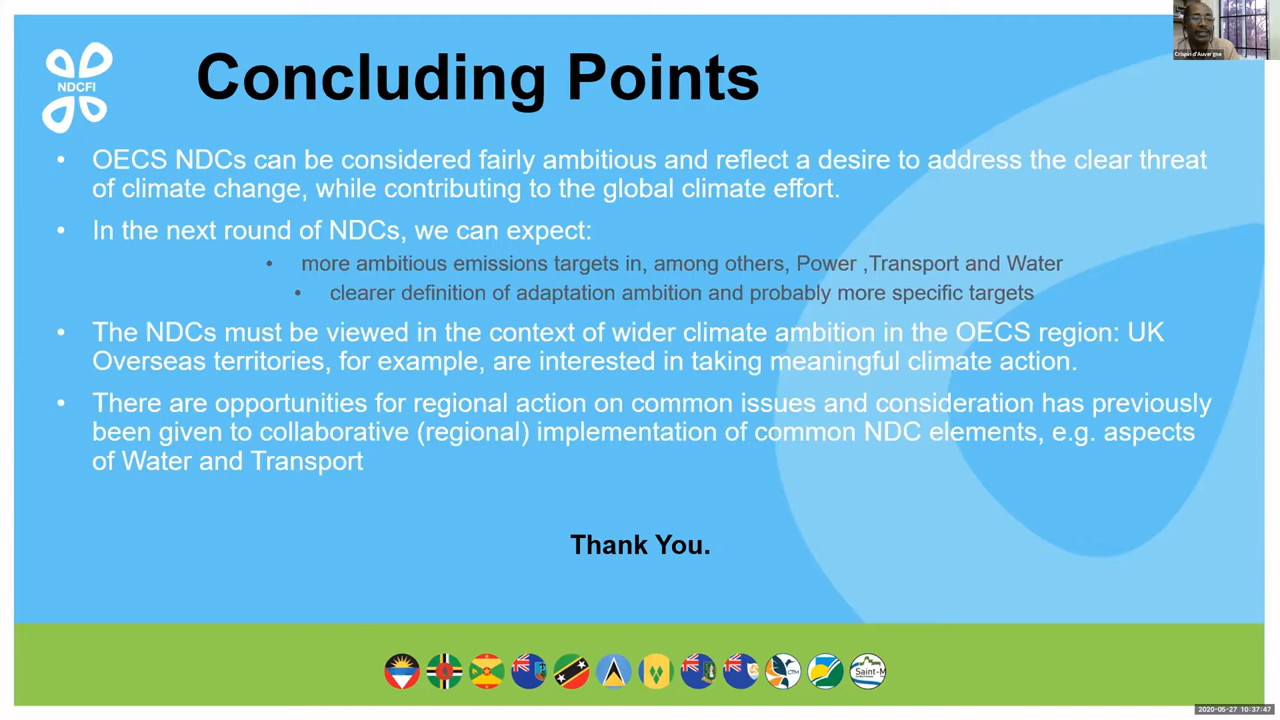 Crispin d'Auvergne
NDCFI
Concluding Points
• OECS NDCs can be considered fairly ambitious and reflect a desire to address the clear threat
of climate change, while contributing to the global climate effort.
• In the next round of NDCs, we can expect:
• more ambitious emissions targets in, among others, Power ,Transport and Water
• clearer definition of adaptation ambition and probably more specific targets
• The NDCs must be viewed in the context of wider climate ambition in the OECS region: UK
Overseas territories, for example, are interested in taking meaningful climate action.
• There are opportunities for regional action on common issues and consideration has previously
been given to collaborative (regional) implementation of common NDC elements, e.g. aspects
of Water and Transport
Thank You.
CTM
Saint-M
2020-05-27 10:37:47